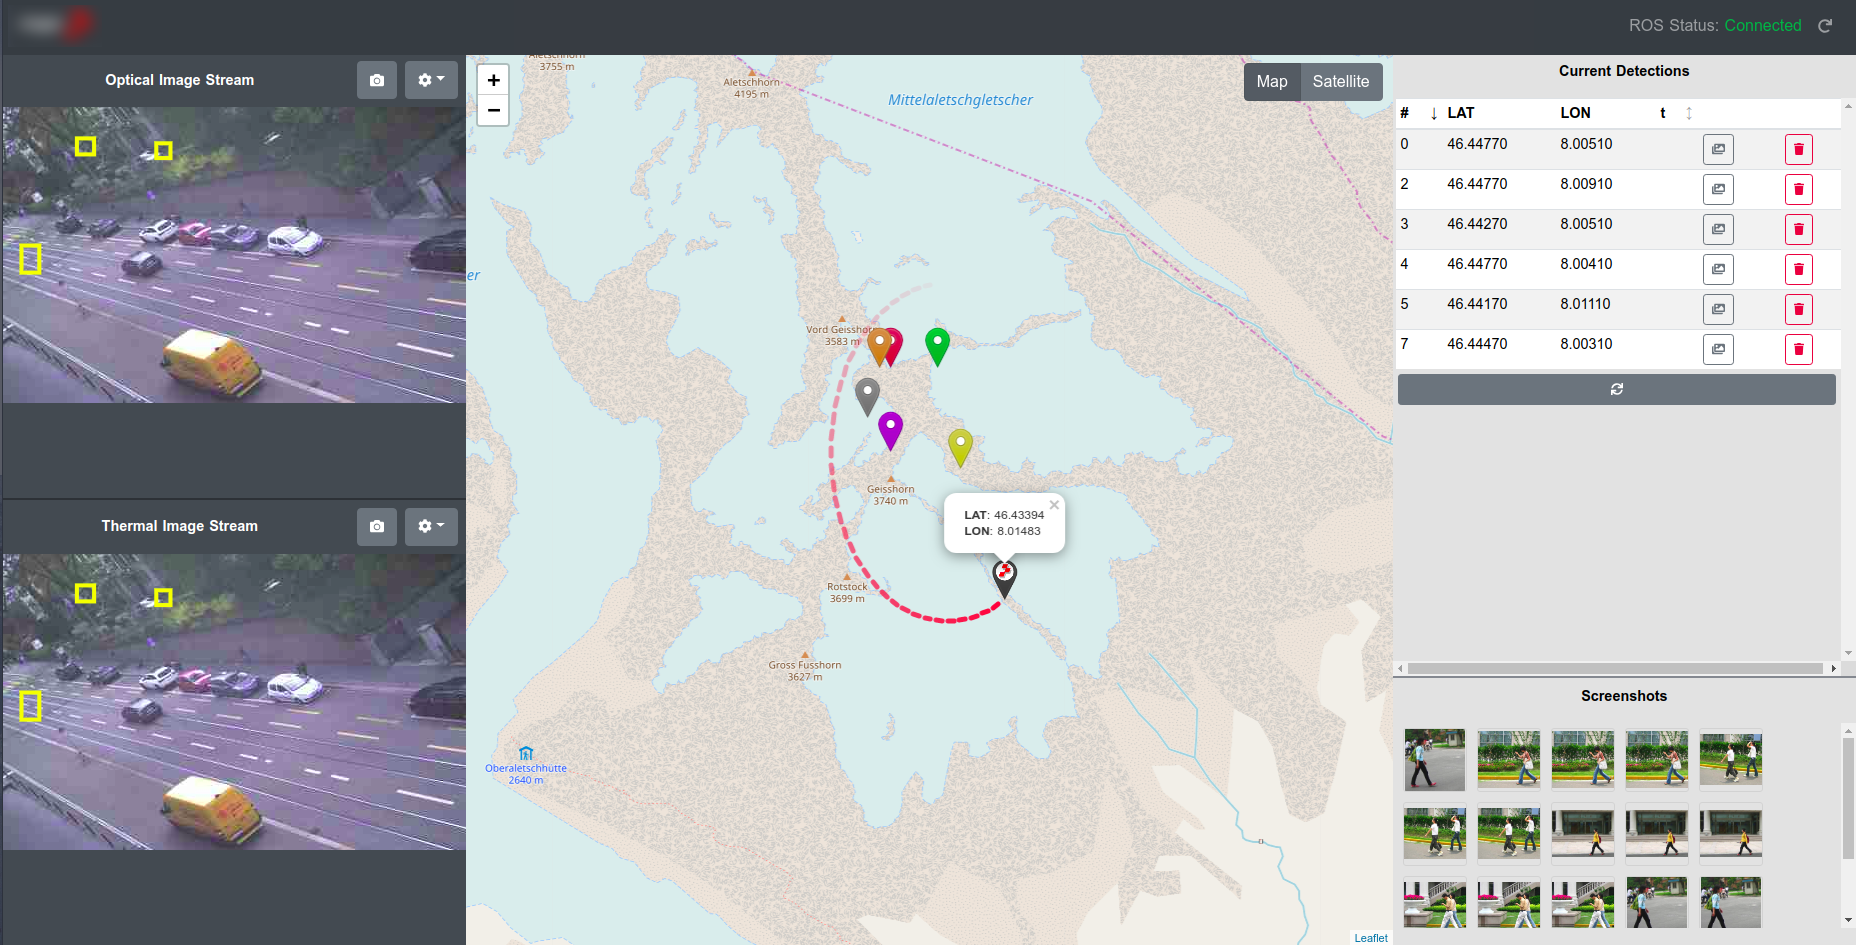 ROS Status: Connected
Optical Image Stream
Thermal Image Stream
+
−
Map Satellite
Aletschhorn
3755 m
Aletschhorn
4195 m
Mittelaletschgletscher
er
Vord Geisshorn
3583 m
Geisshorn
3740 m
LAT: 46.43394
LON: 8.01483
×
Rotstock
3699 m
Gross Fusshorn
3627 m
Oberaletschhütte
2640 m
Leaflet
Current Detections
# ↓ LAT LON t ↕
0 46.44770 8.00510
2 46.44770 8.00910
3 46.44270 8.00510
4 46.44770 8.00410
5 46.44170 8.01110
7 46.44470 8.00310
Screenshots